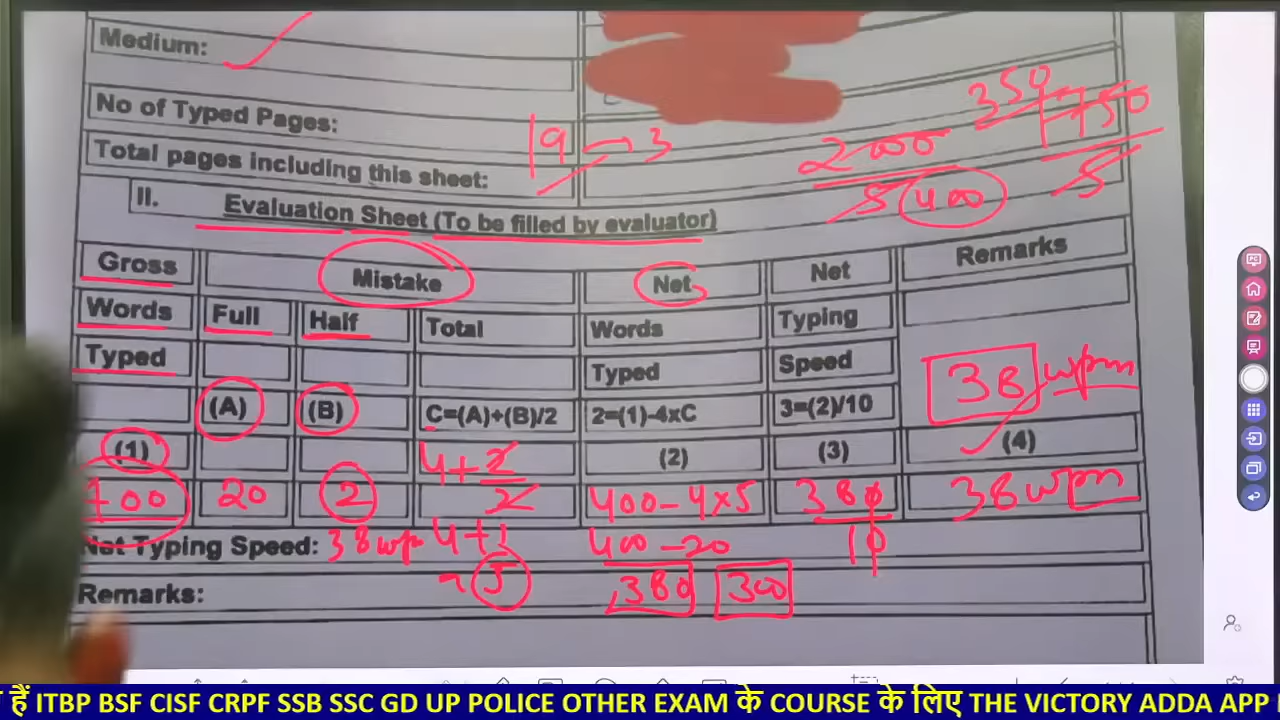 Medium:
No of Typed Pages:
19 → 3
350
1750
5
2000
5
400
Total pages including this sheet:
II. Evaluation Sheet (To be filled by evaluator)
Gross Mistake Net Net Remarks
Words Full Half Total Words Typing
Typed Typed Speed
38 wpm
(A) (B) C=(A)+(B)/2 2=(1)-4xC 3=(2)/10
(1) (2) (3) (4)
4+2/2
400 20 2 400-4×5 380/10 38wpm
Net Typing Speed: 38 wpm 4+1 400-20
Remarks: 5 380 300
हैं ITBP BSF CISF CRPF SSB SSC GD UP POLICE OTHER EXAM के COURSE के लिए THE VICTORY ADDA APP